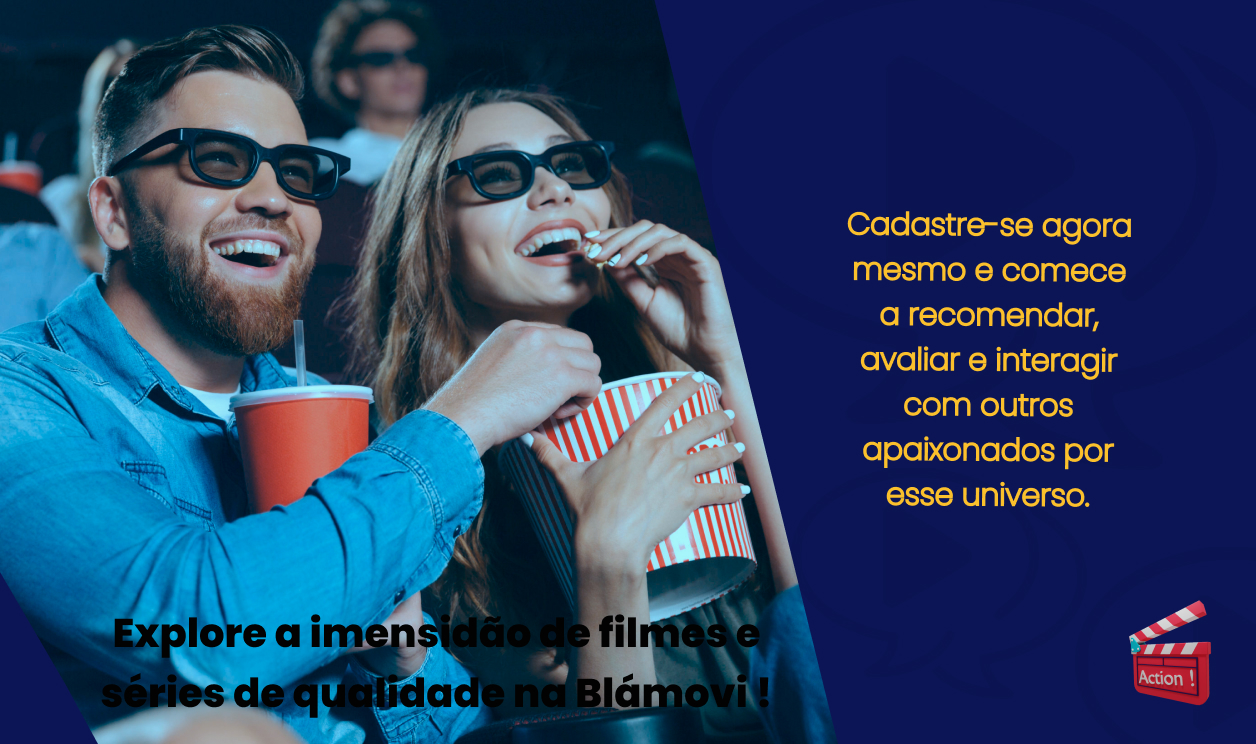 Cadastre-se agora
mesmo e comece
a recomendar,
avaliar e interagir
com outros
apaixonados por
esse universo.
Explore a imensidão de filmes e
séries de qualidade na Blámovi !
Action !